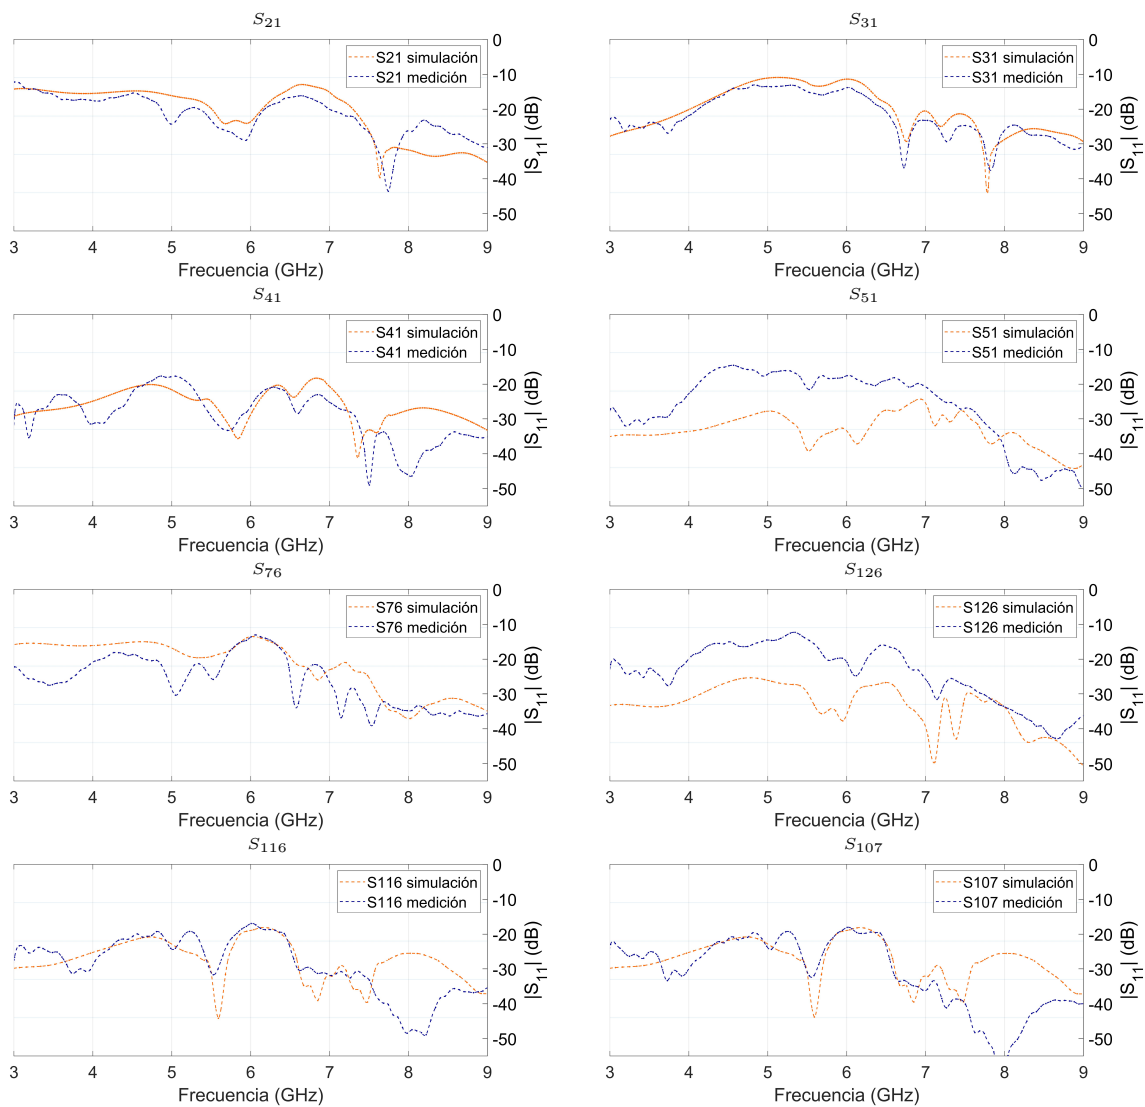 S21
S31
S21 simulación
S21 medición
0
-10
-20
-30
-40
-50
|S11| (dB)
3 4 5 6 7 8 9
Frecuencia (GHz)
S31 simulación
S31 medición
0
-10
-20
-30
-40
-50
|S11| (dB)
3 4 5 6 7 8 9
Frecuencia (GHz)
S41
S51
S41 simulación
S41 medición
0
-10
-20
-30
-40
-50
|S11| (dB)
3 4 5 6 7 8 9
Frecuencia (GHz)
S51 simulación
S51 medición
0
-10
-20
-30
-40
-50
|S11| (dB)
3 4 5 6 7 8 9
Frecuencia (GHz)
S76
S126
S76 simulación
S76 medición
0
-10
-20
-30
-40
-50
|S11| (dB)
3 4 5 6 7 8 9
Frecuencia (GHz)
S126 simulación
S126 medición
0
-10
-20
-30
-40
-50
|S11| (dB)
3 4 5 6 7 8 9
Frecuencia (GHz)
S116
S107
S116 simulación
S116 medición
0
-10
-20
-30
-40
-50
|S11| (dB)
3 4 5 6 7 8 9
Frecuencia (GHz)
S107 simulación
S107 medición
0
-10
-20
-30
-40
-50
|S11| (dB)
3 4 5 6 7 8 9
Frecuencia (GHz)